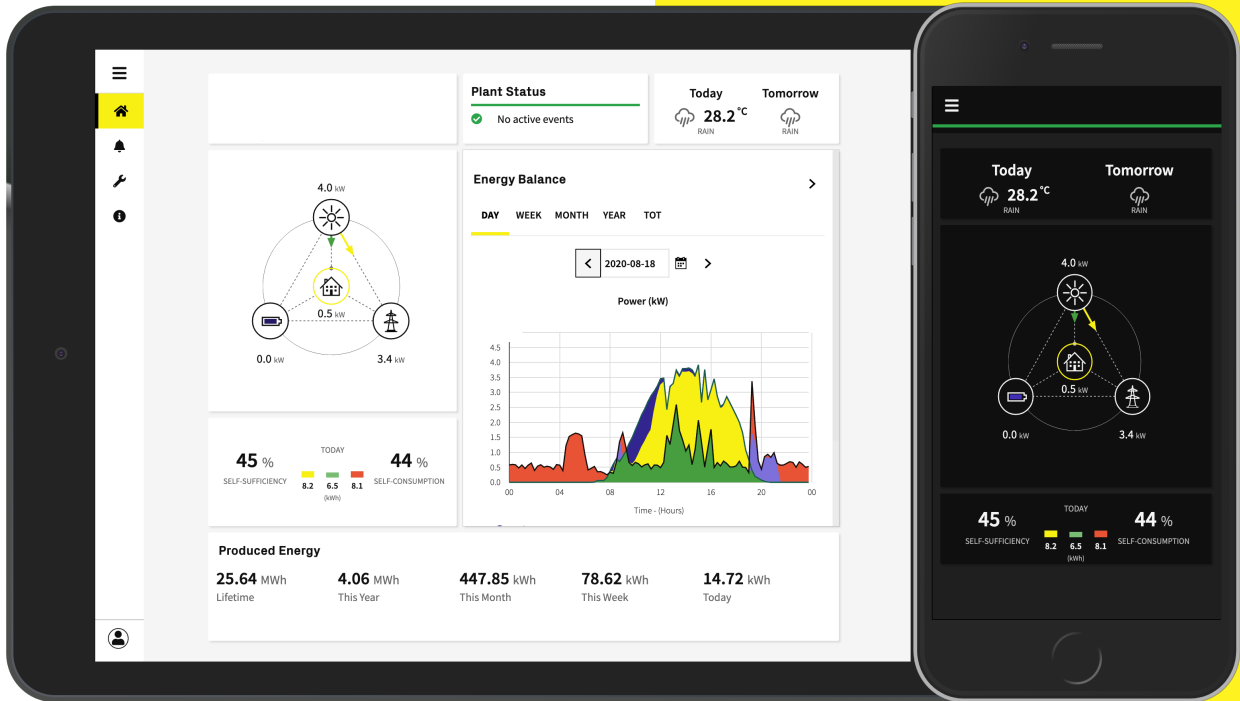 Plant Status
No active events
Today Tomorrow
28.2 °C
RAIN RAIN
4.0 kW
0.5 kW
0.0 kW 3.4 kW
Energy Balance
DAY WEEK MONTH YEAR TOT
2020-08-18
Power (kW)
4.5
4.0
3.5
3.0
2.5
2.0
1.5
1.0
0.5
0.0
00 04 08 12 16 20 00
Time - (Hours)
TODAY
45 % 44 %
SELF-SUFFICIENCY SELF-CONSUMPTION
8.2 6.5 8.1
(kWh)
Produced Energy
25.64 MWh 4.06 MWh 447.85 kWh 78.62 kWh 14.72 kWh
Lifetime This Year This Month This Week Today
Today Tomorrow
28.2 °C
RAIN RAIN
4.0 kW
0.5 kW
0.0 kW 3.4 kW
TODAY
45 % 44 %
SELF-SUFFICIENCY SELF-CONSUMPTION
8.2 6.5 8.1
(kWh)